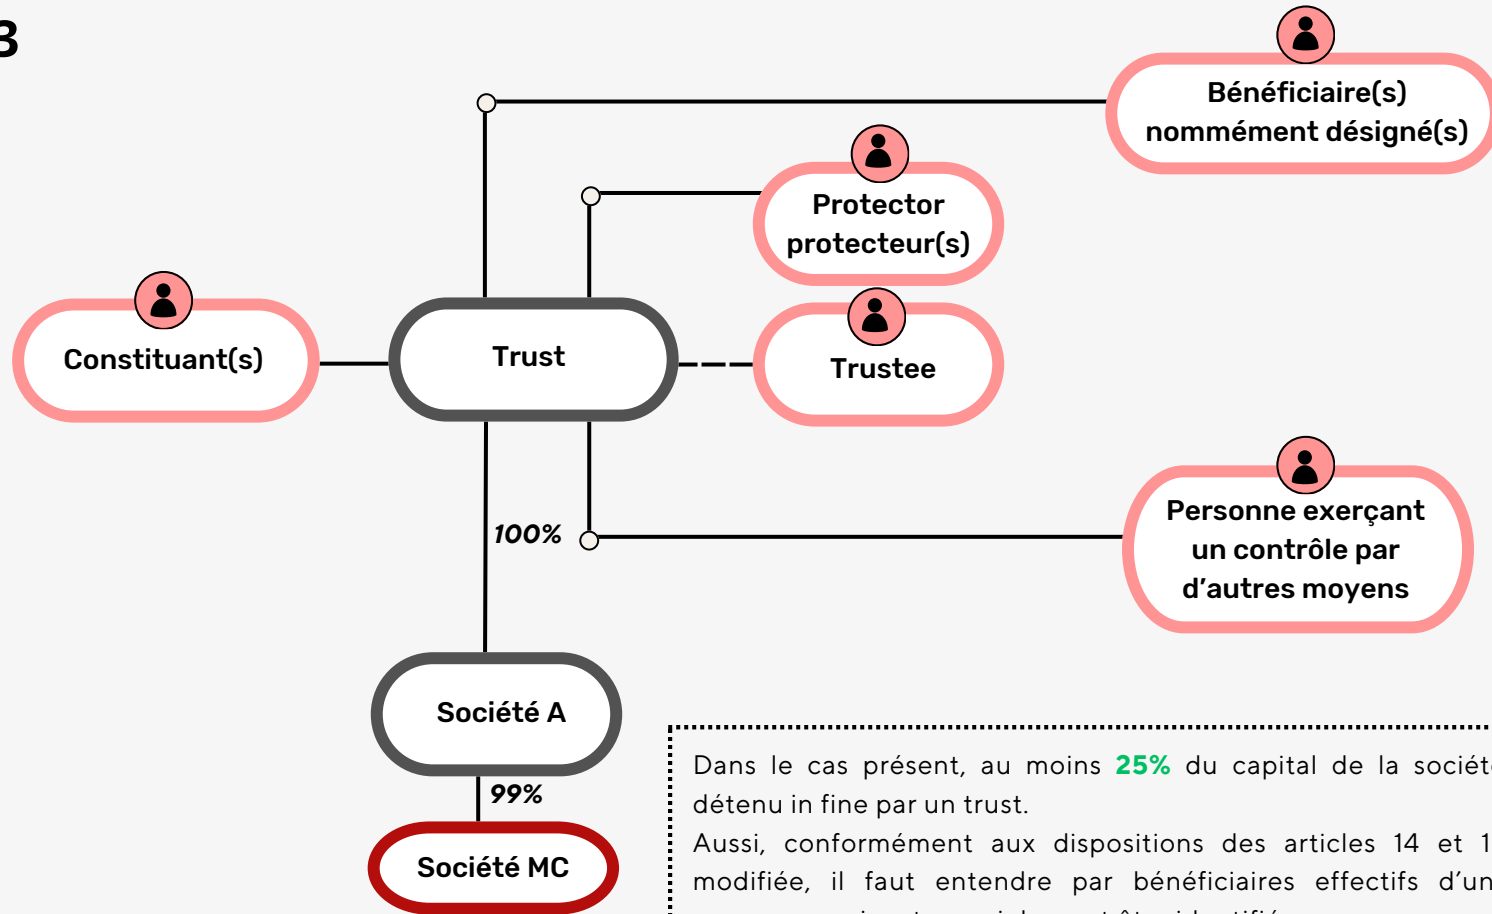 3
Bénéficiaire(s)
nommément désigné(s)
Protector
protecteur(s)
Constituant(s)
Trust
Trustee
100%
Personne exerçant
un contrôle par
d'autres moyens
Société A
99%
Société MC
Dans le cas présent, au moins 25% du capital de la société
détenu in fine par un trust.
Aussi, conformément aux dispositions des articles 14 et 1
modifiée, il faut entendre par bénéficiaires effectifs d'un